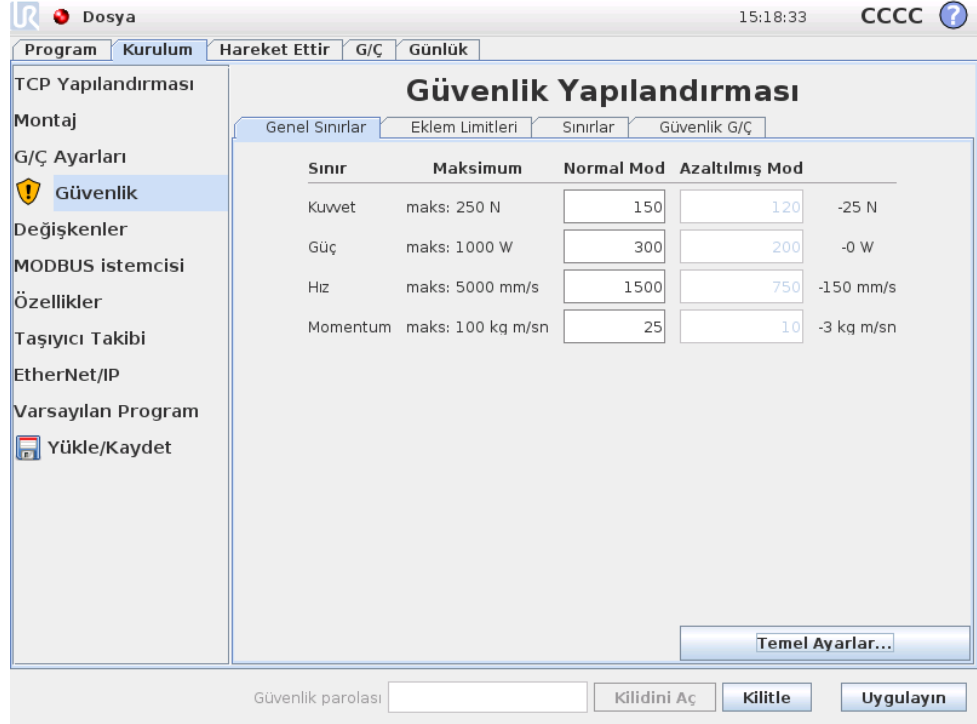 UR Dosya 15:18:33 CCCC ?
Program Kurulum Hareket Ettir G/Ç Günlük
TCP Yapılandırması
Montaj
G/Ç Ayarları
Güvenlik
Değişkenler
MODBUS istemcisi
Özellikler
Taşıyıcı Takibi
EtherNet/IP
Varsayılan Program
Yükle/Kaydet
Güvenlik Yapılandırması
Genel Sınırlar Eklem Limitleri Sınırlar Güvenlik G/Ç
Sınır Maksimum Normal Mod Azaltılmış Mod
Kuvvet maks: 250 N 150 120 -25 N
Güç maks: 1000 W 300 200 -0 W
Hız maks: 5000 mm/s 1500 750 -150 mm/s
Momentum maks: 100 kg m/sn 25 10 -3 kg m/sn
Temel Ayarlar...
Güvenlik parolası Kilidini Aç Kilitle Uygulayın